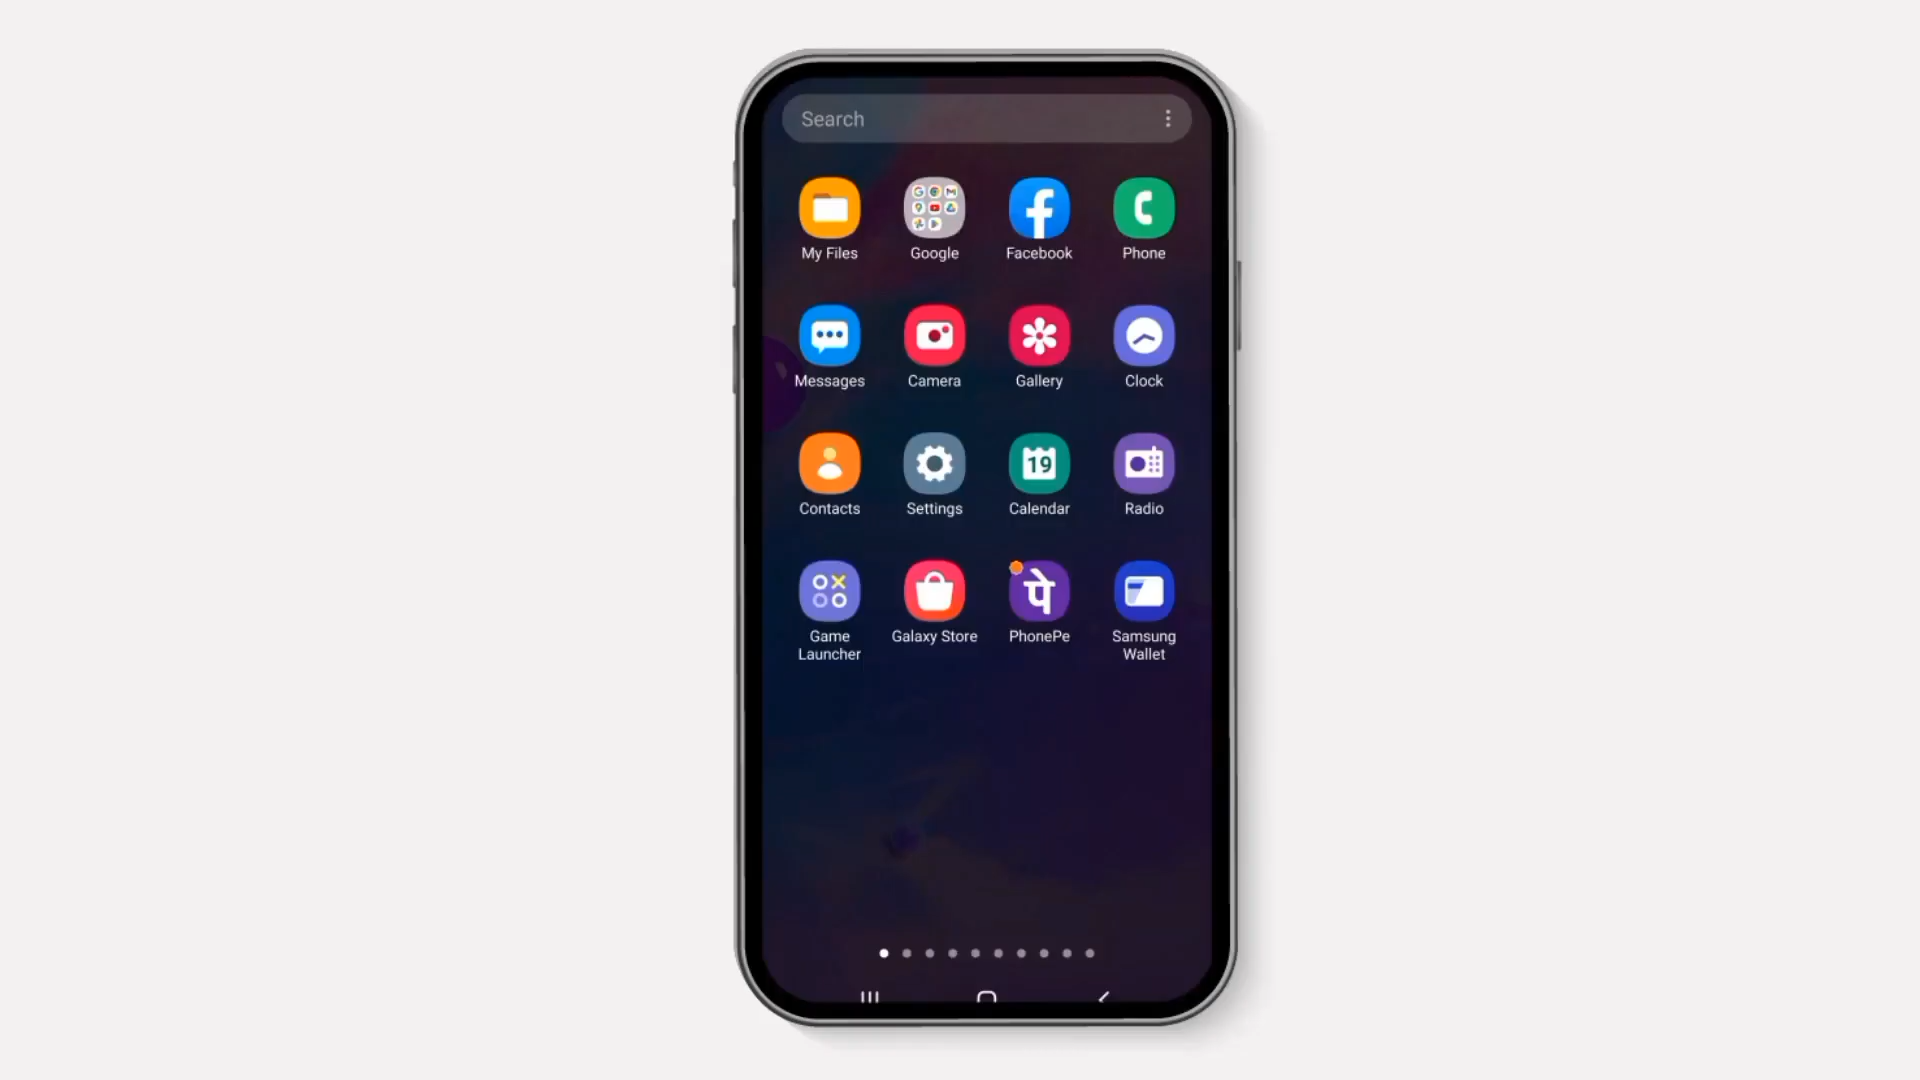 Search
My Files
Google
Facebook
Phone
Messages
Camera
Gallery
Clock
Contacts
Settings
19
Calendar
Radio
Game
Launcher
Galaxy Store
पे
PhonePe
Samsung
Wallet